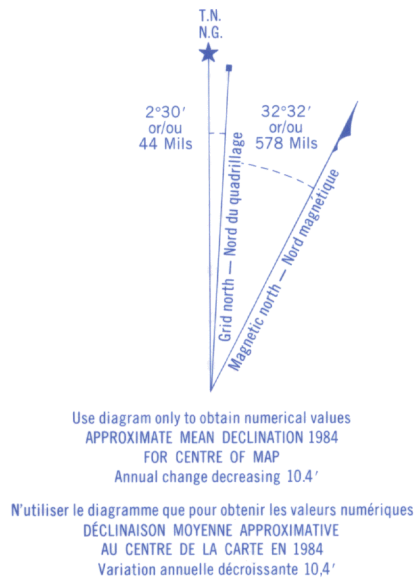 T.N.
N.G.
2°30′
or/ou
44 Mils
32°32′
or/ou
578 Mils
Grid north — Nord du quadrillage
Magnetic north — Nord magnétique
Use diagram only to obtain numerical values
APPROXIMATE MEAN DECLINATION 1984
FOR CENTRE OF MAP
Annual change decreasing 10.4′
N'utiliser le diagramme que pour obtenir les valeurs numériques
DÉCLINAISON MOYENNE APPROXIMATIVE
AU CENTRE DE LA CARTE EN 1984
Variation annuelle décroissante 10,4′